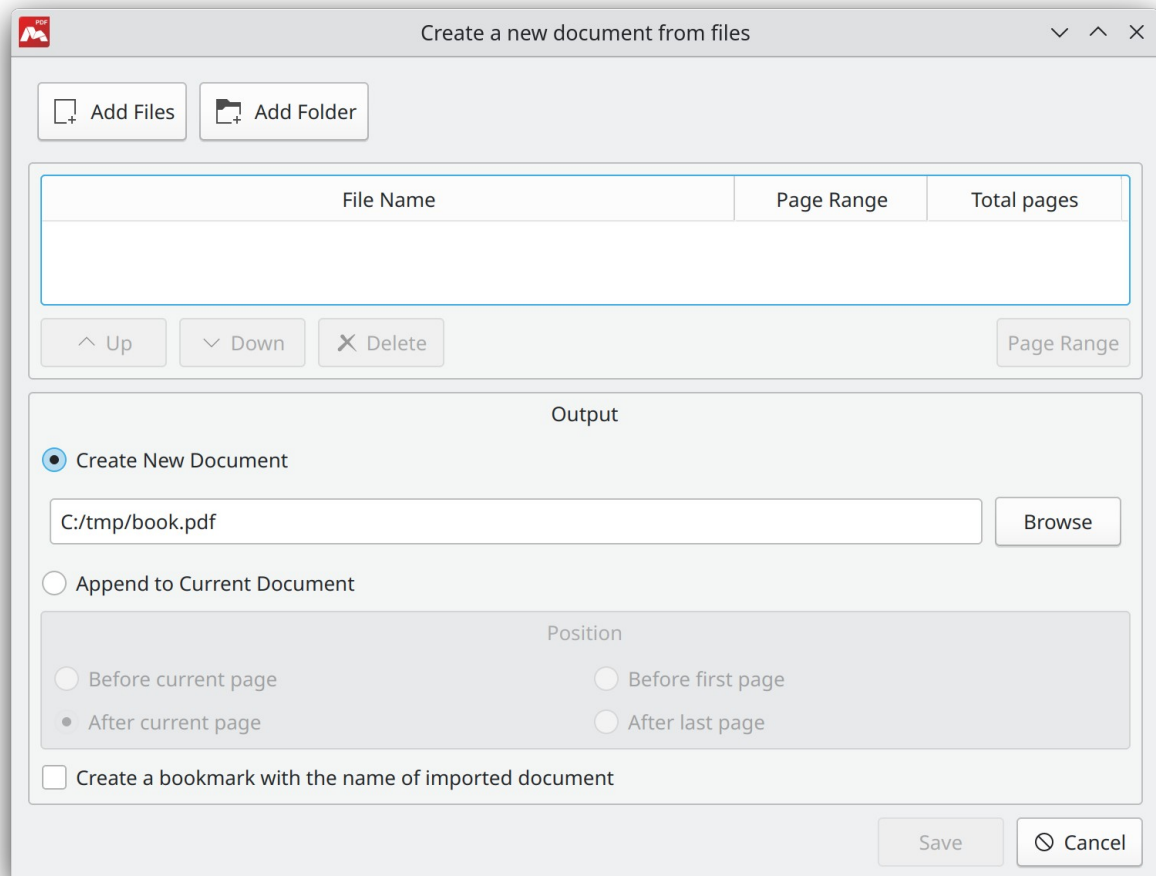 PDF
Create a new document from files
Add Files Add Folder
File Name Page Range Total pages
Up Down Delete Page Range
Output
Create New Document
C:/tmp/book.pdf Browse
Append to Current Document
Position
Before current page Before first page
After current page After last page
Create a bookmark with the name of imported document
Save Cancel